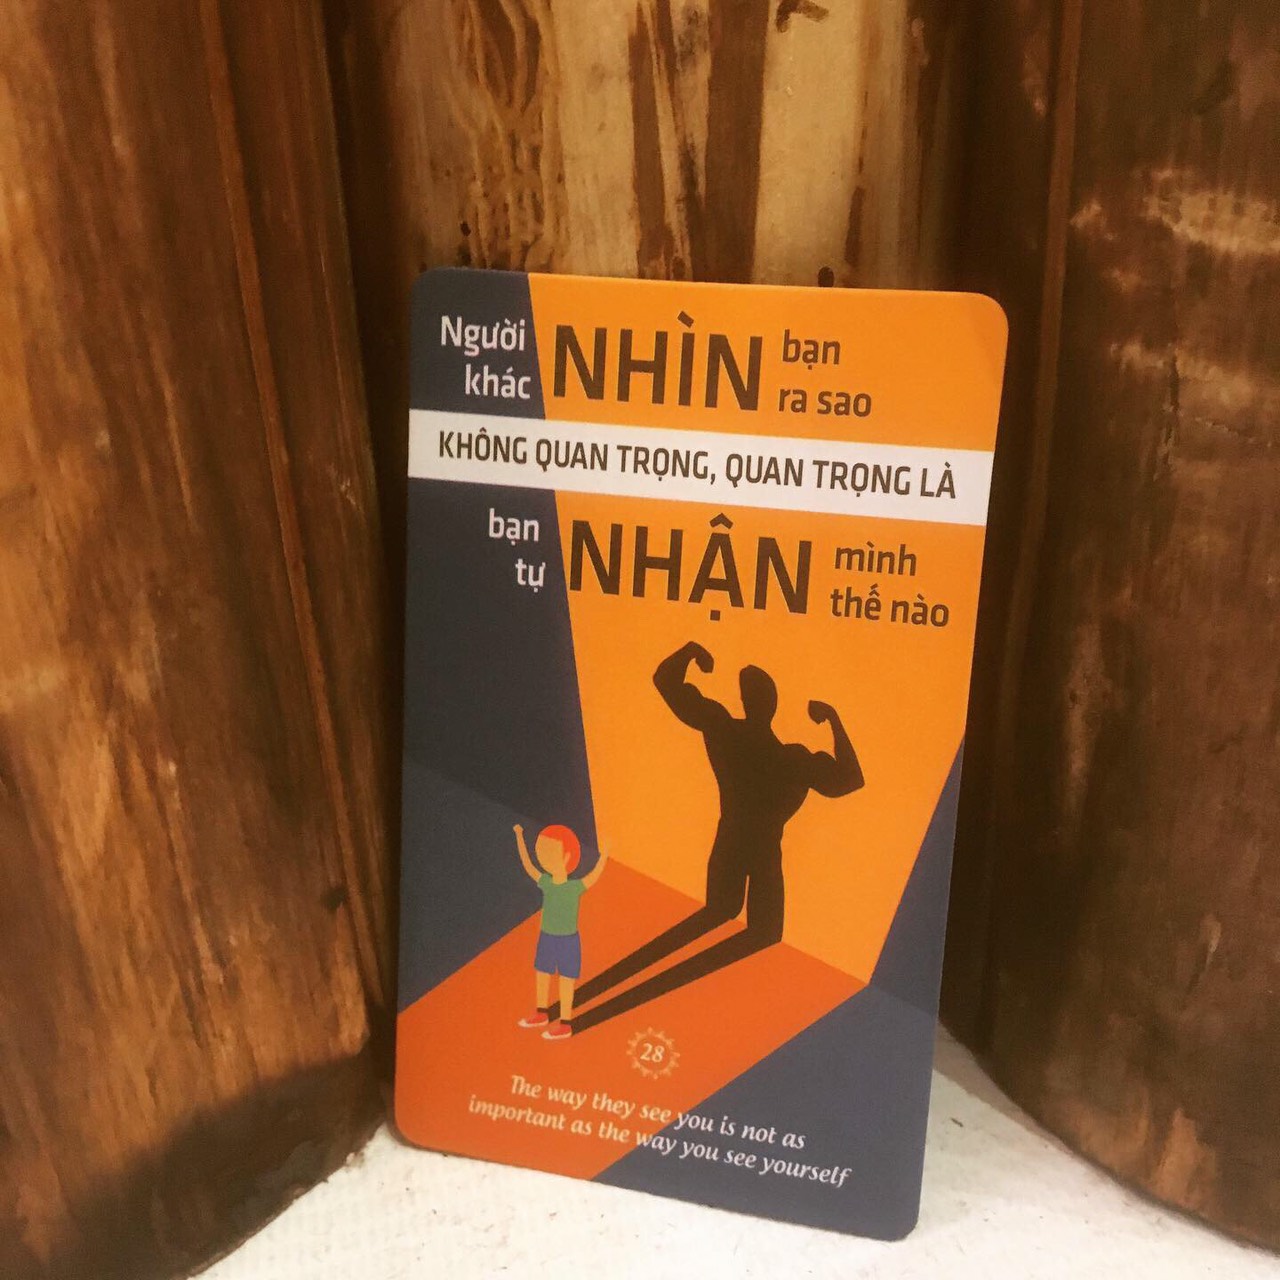 Người khác NHÌN bạn ra sao
KHÔNG QUAN TRỌNG, QUAN TRỌNG LÀ
bạn tự NHẬN mình thế nào
28
The way they see you is not as
important as the way you see yourself